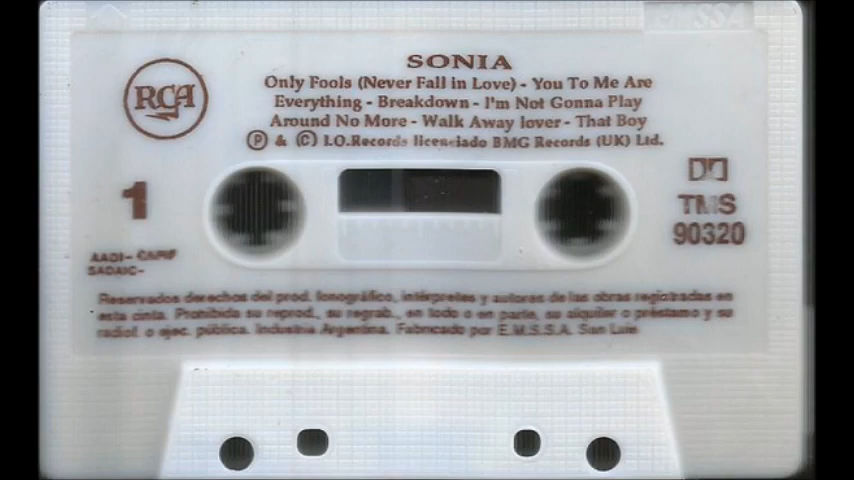 EMSSA
SONIA
RCA
Only Fools (Never Fall in Love) - You To Me Are
Everything - Breakdown - I'm Not Gonna Play
Around No More - Walk Away lover - That Boy
Ⓟ & Ⓒ I.O.Records licenciado BMG Records (UK) Ltd.
1
TMS
90320
AADI- CAPIF
SADAIC-
Reservados derechos del prod. fonográfico, intérpretes y autores de las obras registradas en
esta cinta. Prohibida su reprod., su regrab., en todo o en parte, su alquiler o préstamo y su
radiof. o ejec. pública. Industria Argentina. Fabricado por E.M.S.S.A. San Luis